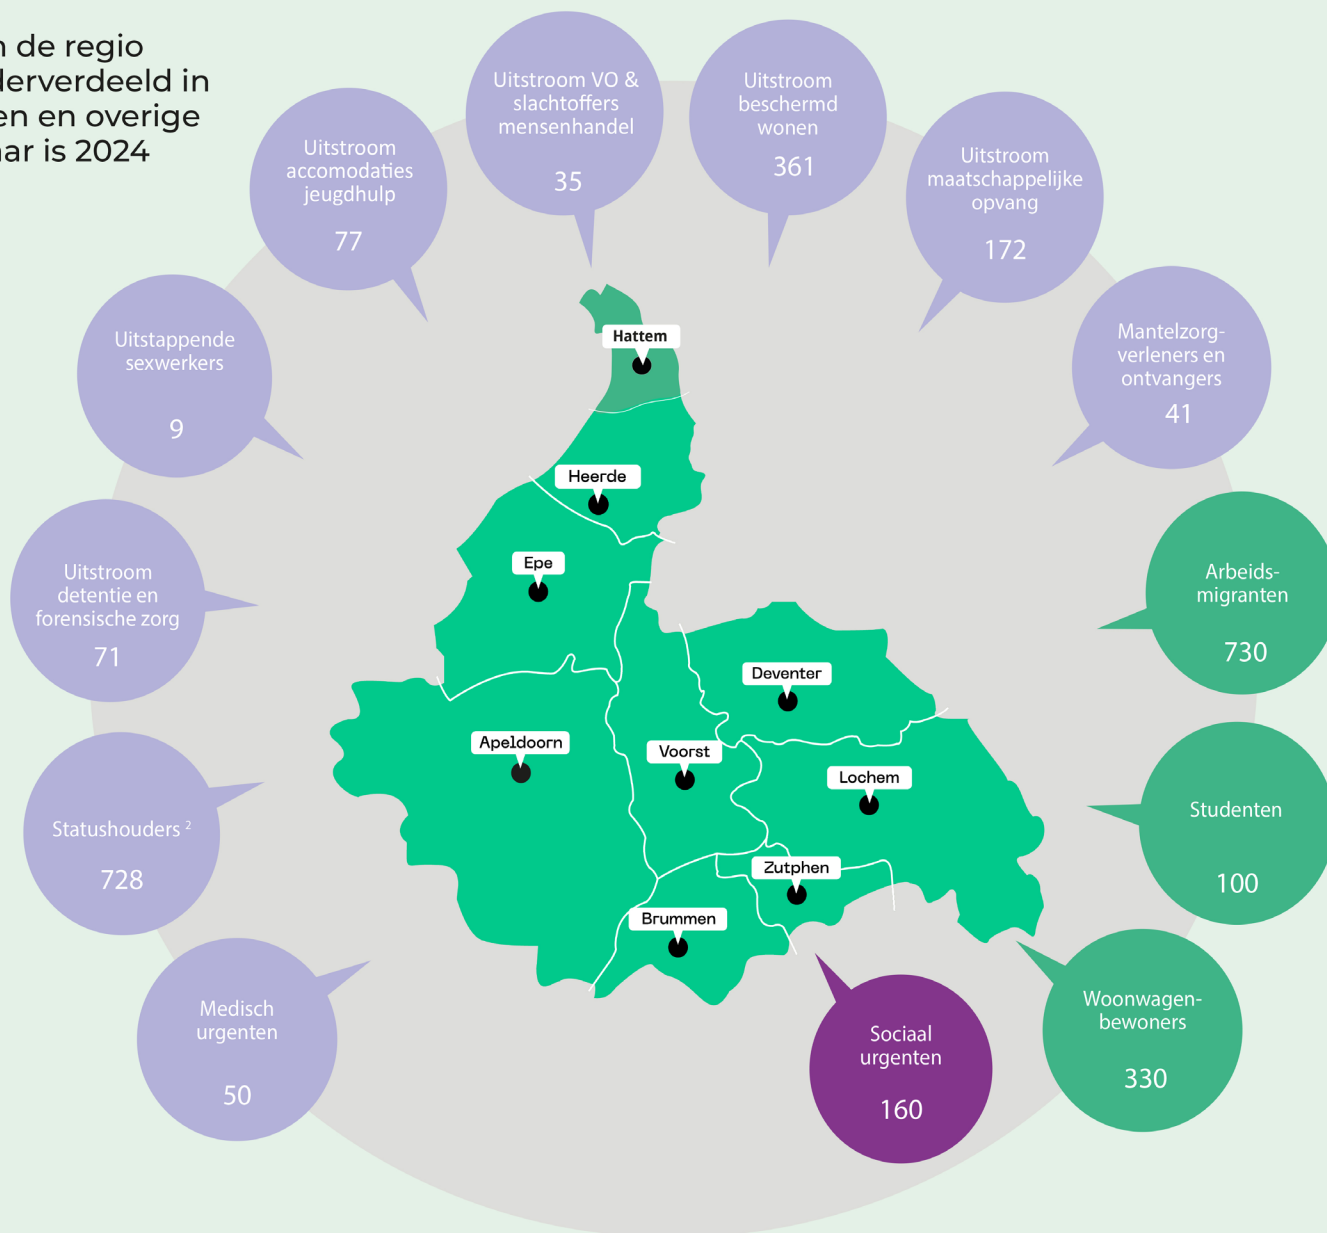 de regio
in
en en overige
is 2024
Uitstroom VO &
slachtoffers
mensenhandel
35
Uitstroom
beschermd
wonen
361
Uitstroom
accomodaties
jeugdhulp
77
Uitstroom
maatschappelijke
opvang
172
Uitstappende
sexwerkers
9
Mantelzorg-
verleners en
ontvangers
41
Uitstroom
detentie en
forensische zorg
71
Arbeids-
migranten
730
Statushouders ²
728
Studenten
100
Medisch
urgenten
50
Sociaal
urgenten
160
Woonwagen-
bewoners
330
Hattem
Heerde
Epe
Deventer
Apeldoorn
Voorst
Lochem
Zutphen
Brummen